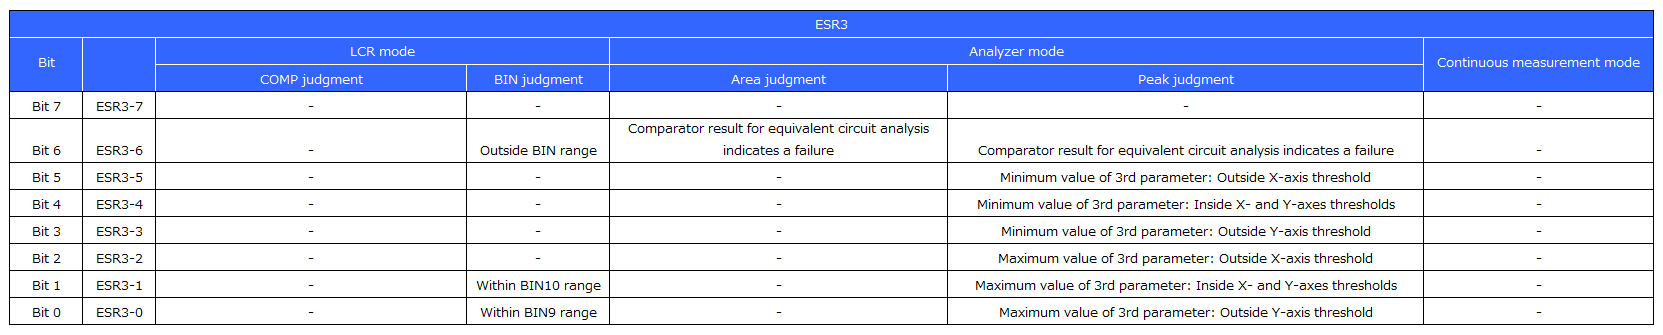 ESR3
Bit LCR mode Analyzer mode Continuous measurement mode
COMP judgment BIN judgment Area judgment Peak judgment
Bit 7 ESR3-7 - - - - -
Bit 6 ESR3-6 - Outside BIN range Comparator result for equivalent circuit analysis
indicates a failure Comparator result for equivalent circuit analysis indicates a failure -
Bit 5 ESR3-5 - - - Minimum value of 3rd parameter: Outside X-axis threshold -
Bit 4 ESR3-4 - - - Minimum value of 3rd parameter: Inside X- and Y-axes thresholds -
Bit 3 ESR3-3 - - - Minimum value of 3rd parameter: Outside Y-axis threshold -
Bit 2 ESR3-2 - - - Maximum value of 3rd parameter: Outside X-axis threshold -
Bit 1 ESR3-1 - Within BIN10 range - Maximum value of 3rd parameter: Inside X- and Y-axes thresholds -
Bit 0 ESR3-0 - Within BIN9 range - Maximum value of 3rd parameter: Outside Y-axis threshold -